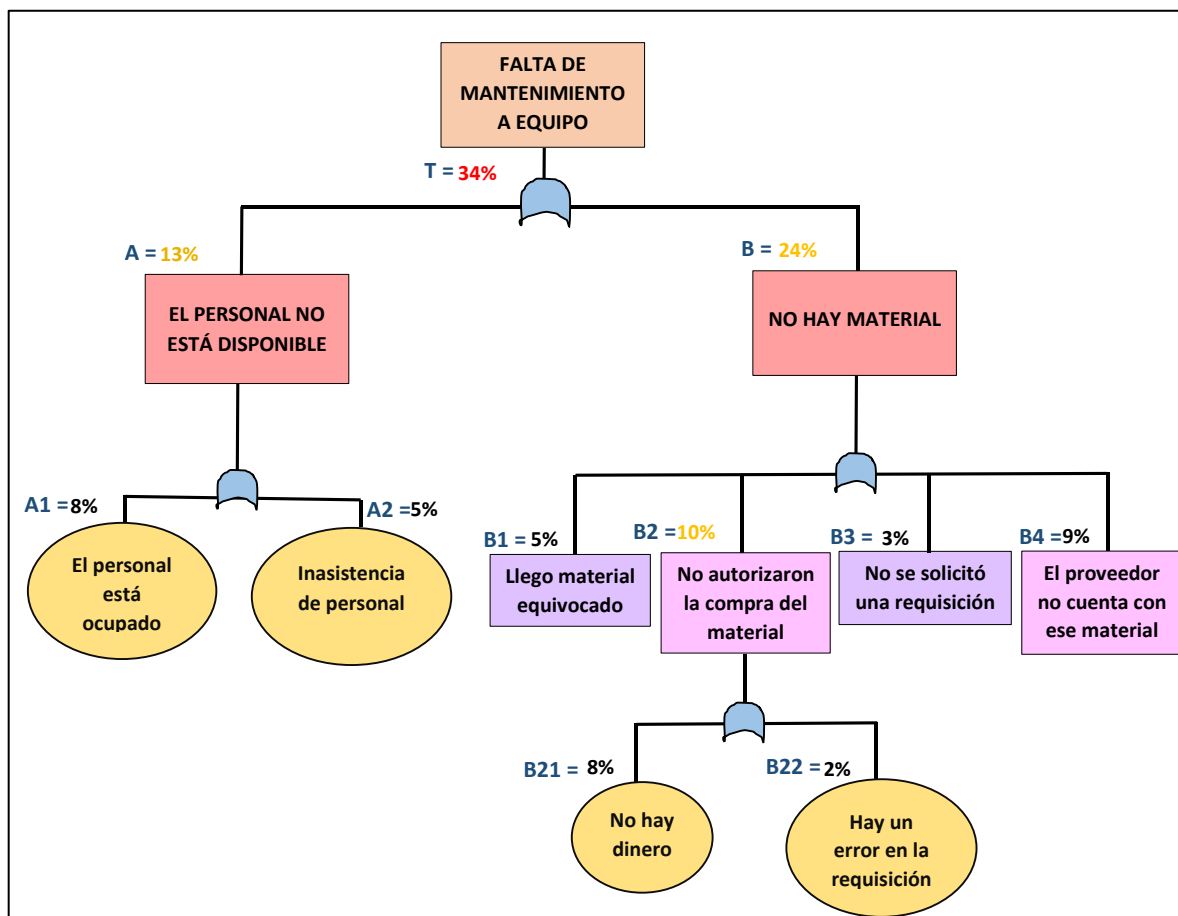 FALTA DE
MANTENIMIENTO
A EQUIPO
T = 34%
A = 13%
B = 24%
EL PERSONAL NO
ESTÁ DISPONIBLE
NO HAY MATERIAL
A1 = 8%
A2 = 5%
El personal
está
ocupado
Inasistencia
de personal
B1 = 5%
B2 = 10%
B3 = 3%
B4 = 9%
Llego material
equivocado
No autorizaron
la compra del
material
No se solicitó
una requisición
El proveedor
no cuenta con
ese material
B21 = 8%
B22 = 2%
No hay
dinero
Hay un
error en la
requisición